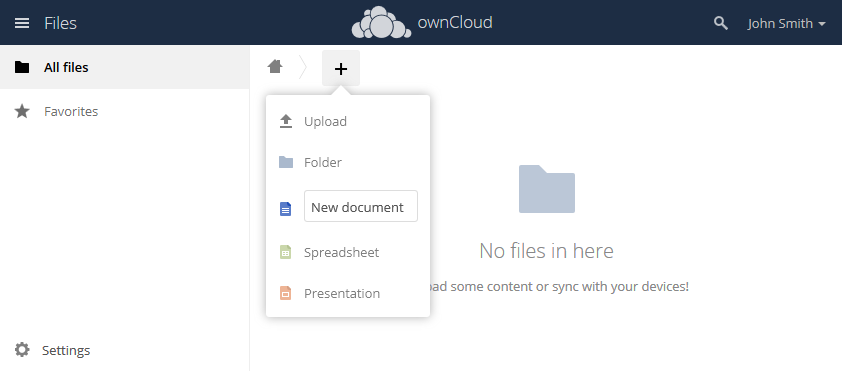 Files
ownCloud
John Smith
All files
Favorites
Settings
Upload
Folder
New document
Spreadsheet
Presentation
No files in here
some content or sync with your devices!